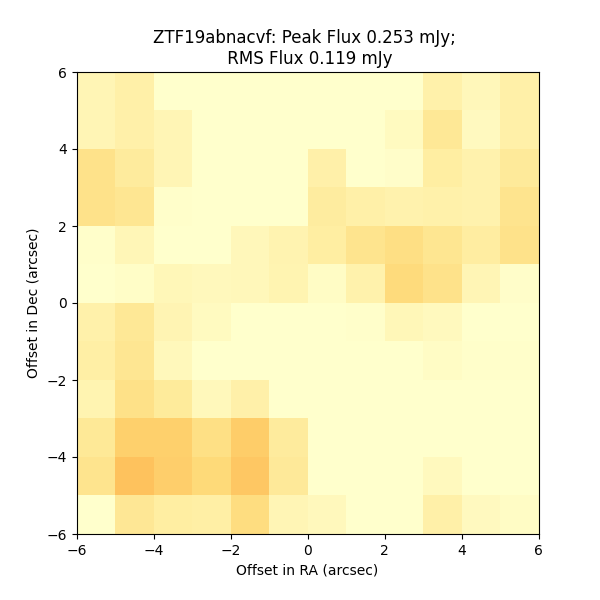 ZTF19abnacvf: Peak Flux 0.253 mJy;
RMS Flux 0.119 mJy
6
4
2
0
−2
−4
−6
Offset in Dec (arcsec)
−6 −4 −2 0 2 4 6
Offset in RA (arcsec)